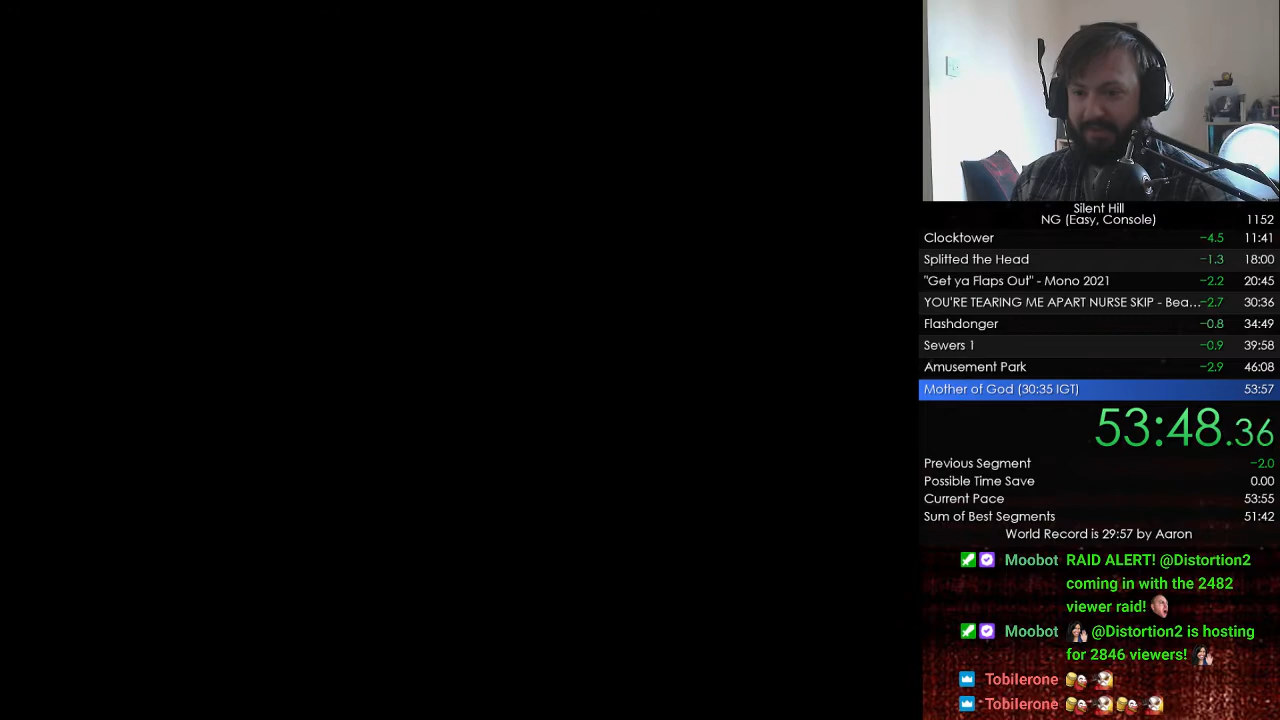 Silent Hill
NG (Easy, Console) 1152
Clocktower −4.5 11:41
Splitted the Head −1.3 18:00
"Get ya Flaps Out" - Mono 2021 −2.2 20:45
YOU'RE TEARING ME APART NURSE SKIP - Bea... −2.7 30:36
Flashdonger −0.8 34:49
Sewers 1 −0.9 39:58
Amusement Park −2.9 46:08
Mother of God (30:35 IGT) 53:57
53:48.36
Previous Segment −2.0
Possible Time Save 0.00
Current Pace 53:55
Sum of Best Segments 51:42
World Record is 29:57 by Aaron
Moobot RAID ALERT! @Distortion2
coming in with the 2482
viewer raid!
Moobot @Distortion2 is hosting
for 2846 viewers!
Tobilerone
Tobilerone